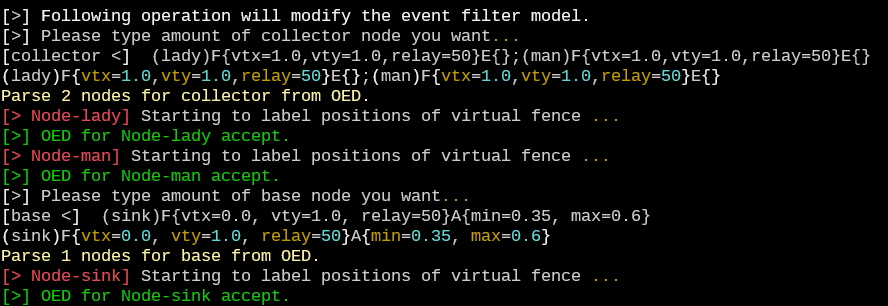 [>] Following operation will modify the event filter model.
[>] Please type amount of collector node you want...
[collector <]  (lady)F{vtx=1.0,vty=1.0,relay=50}E{};(man)F{vtx=1.0,vty=1.0,relay=50}E{}
(lady)F{vtx=1.0,vty=1.0,relay=50}E{};(man)F{vtx=1.0,vty=1.0,relay=50}E{}
Parse 2 nodes for collector from OED.
[> Node-lady] Starting to label positions of virtual fence ...
[>] OED for Node-lady accept.
[> Node-man] Starting to label positions of virtual fence ...
[>] OED for Node-man accept.
[>] Please type amount of base node you want...
[base <]  (sink)F{vtx=0.0, vty=1.0, relay=50}A{min=0.35, max=0.6}
(sink)F{vtx=0.0, vty=1.0, relay=50}A{min=0.35, max=0.6}
Parse 1 nodes for base from OED.
[> Node-sink] Starting to label positions of virtual fence ...
[>] OED for Node-sink accept.